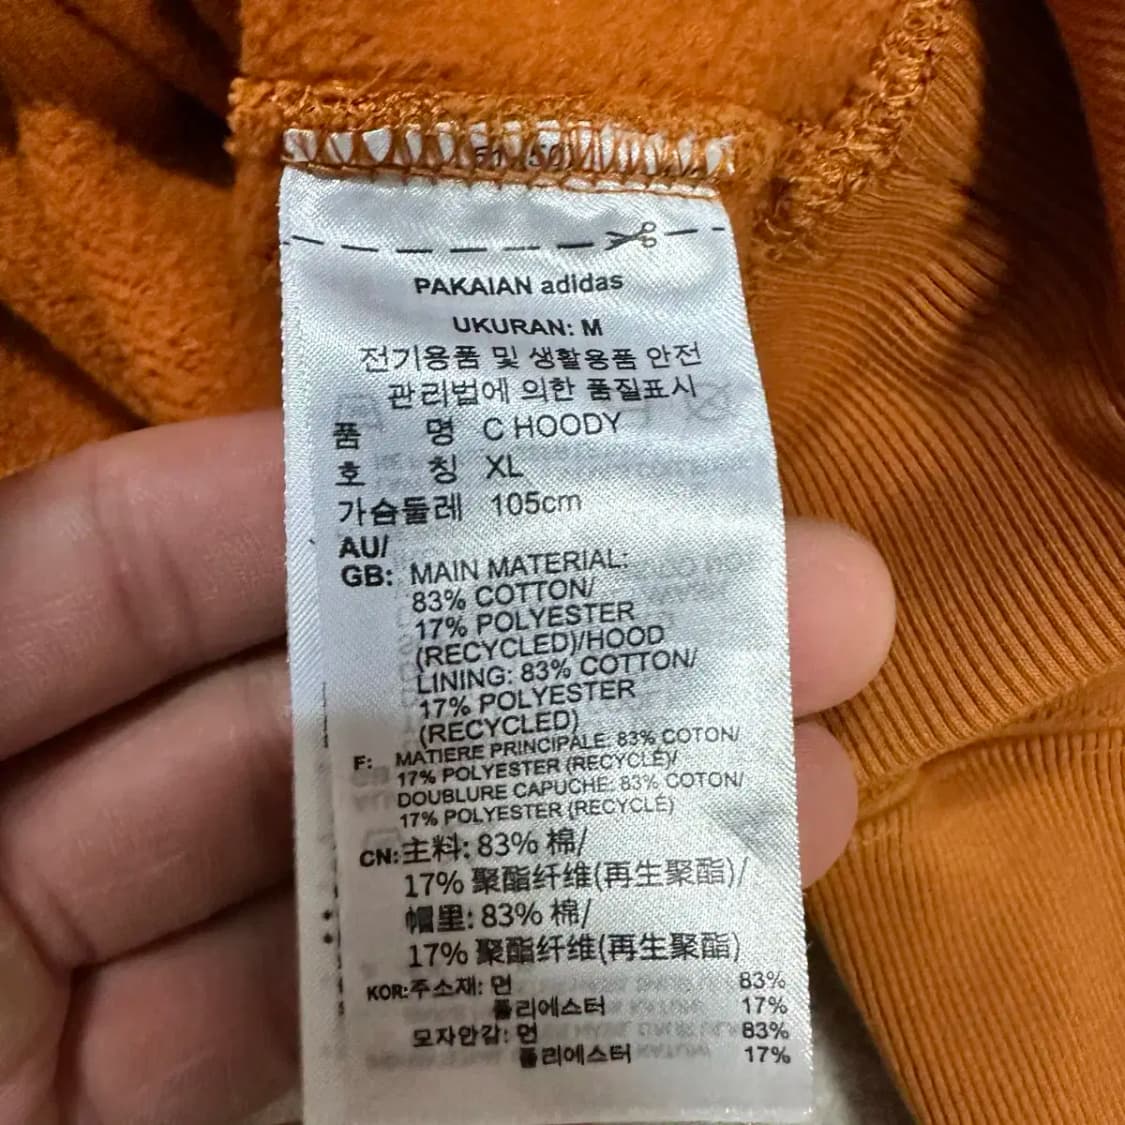 PAKAIAN adidas
UKURAN: M
전기용품 및 생활용품 안전
관리법에 의한 품질표시
품 명 C HOODY
호 칭 XL
가슴둘레 105cm
AU/
GB: MAIN MATERIAL:
83% COTTON/
17% POLYESTER
(RECYCLED)/HOOD
LINING: 83% COTTON/
17% POLYESTER
(RECYCLED)
F: MATIERE PRINCIPALE: 83% COTON/
17% POLYESTER (RECYCLÉ)/
DOUBLURE CAPUCHE: 83% COTON/
17% POLYESTER (RECYCLÉ)
CN: 主料: 83% 棉/
17% 聚酯纤维(再生聚酯)/
帽里: 83% 棉/
17% 聚酯纤维(再生聚酯)
KOR: 주소재: 면 83%
폴리에스터 17%
모자안감: 면 83%
폴리에스터 17%